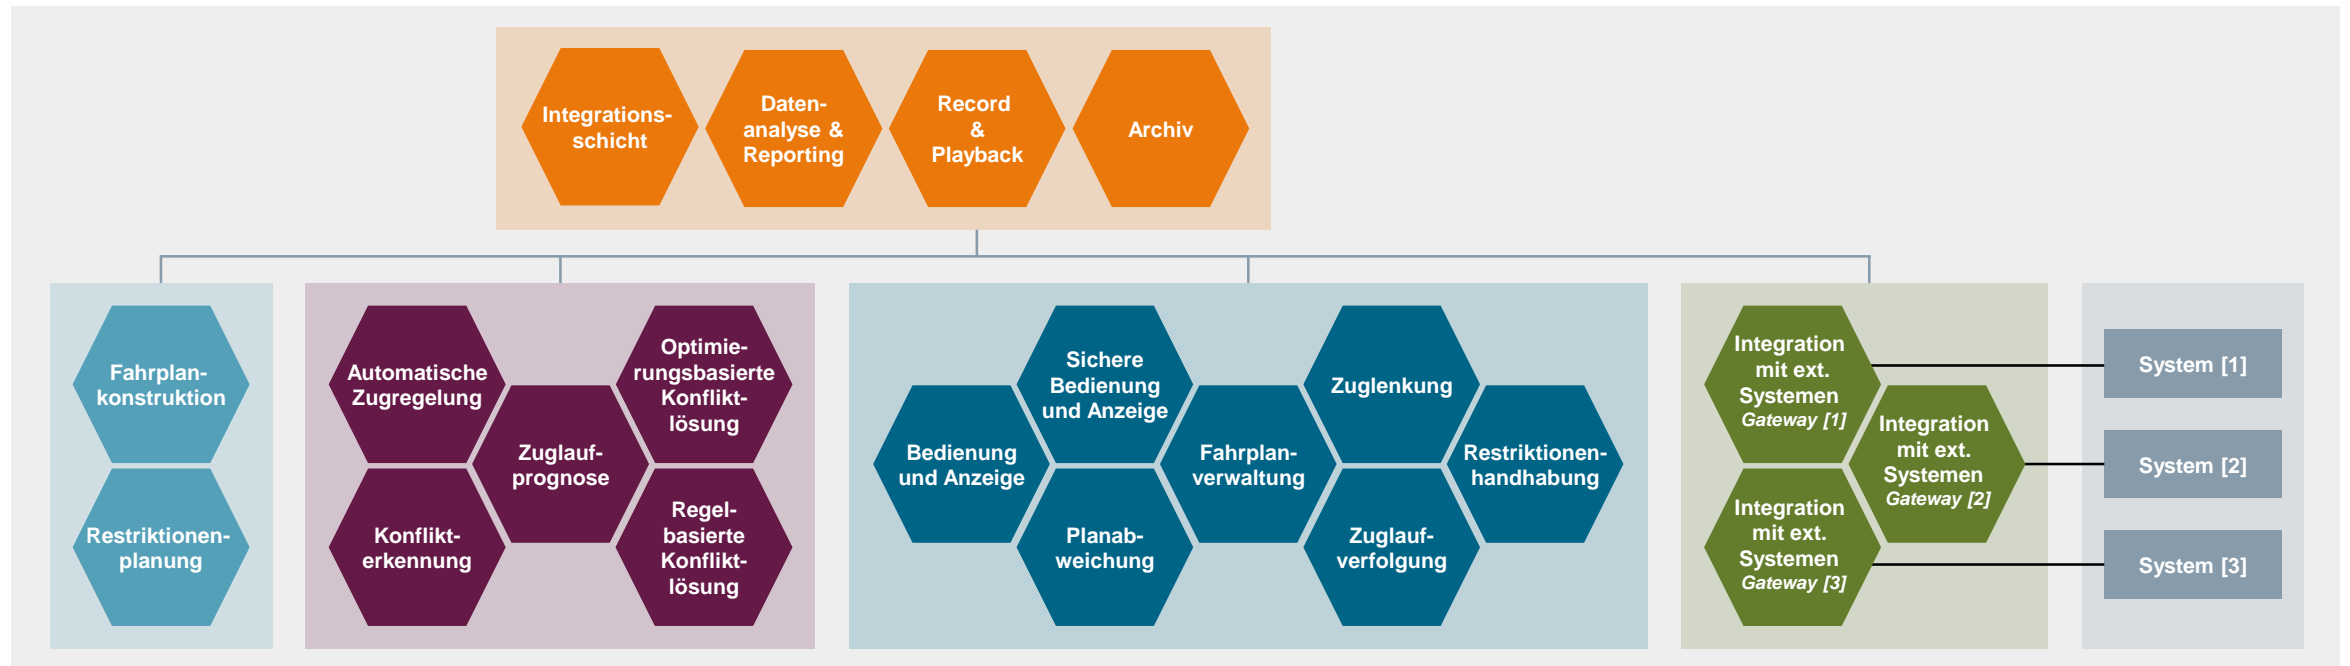 Integrations-
schicht
Daten-
analyse &
Reporting
Record
&
Playback
Archiv
Fahrplan-
konstruktion
Restriktionen-
planung
Automatische
Zugregelung
Konflikt-
erkennung
Zuglauf-
prognose
Optimie-
rungsbasierte
Konflikt-
lösung
Regel-
basierte
Konflikt-
lösung
Bedienung
und Anzeige
Sichere
Bedienung
und Anzeige
Planab-
weichung
Fahrplan-
verwaltung
Zuglenkung
Zuglauf-
verfolgung
Restriktionen-
handhabung
Integration
mit ext.
Systemen
Gateway [1]
Integration
mit ext.
Systemen
Gateway [2]
Integration
mit ext.
Systemen
Gateway [3]
System [1]
System [2]
System [3]